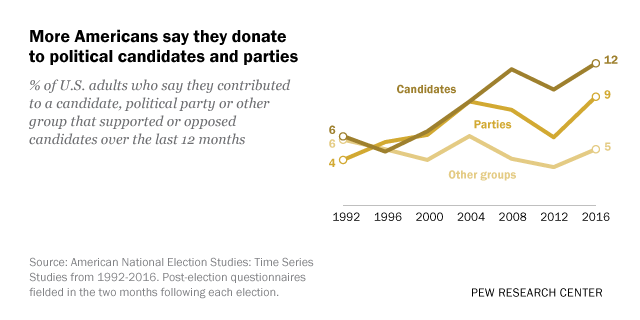 More Americans say they donate
to political candidates and parties
% of U.S. adults who say they contributed
to a candidate, political party or other
group that supported or opposed
candidates over the last 12 months
12
Candidates
9
6
Parties
6
4
5
Other groups
1992 1996 2000 2004 2008 2012 2016
Source: American National Election Studies: Time Series
Studies from 1992-2016. Post-election questionnaires
fielded in the two months following each election.
PEW RESEARCH CENTER